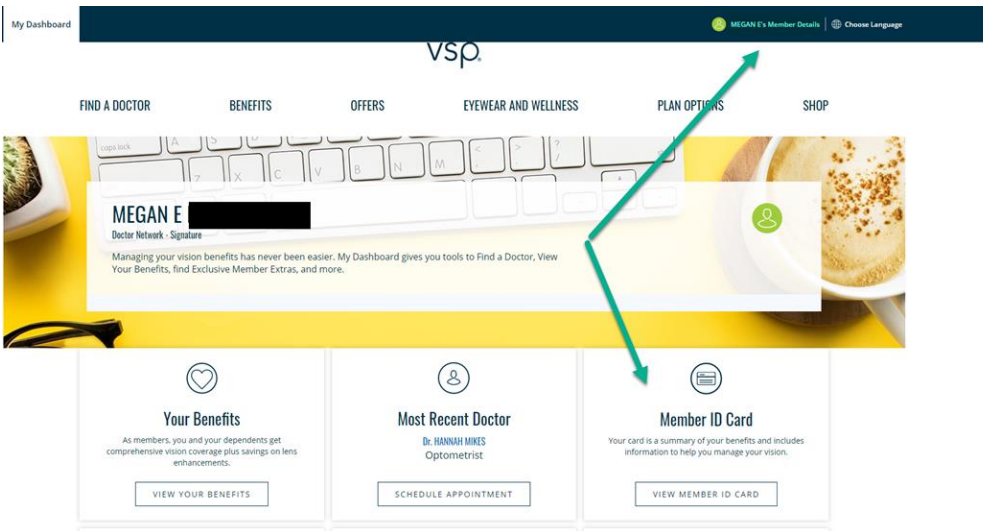 My Dashboard
MEGAN E's Member Details
Choose Language
vsp.
FIND A DOCTOR
BENEFITS
OFFERS
EYEWEAR AND WELLNESS
PLAN OPTIONS
SHOP
caps lock A S D
Z X C V B N M < > ? /
MEGAN E
Doctor Network - Signature
Managing your vision benefits has never been easier. My Dashboard gives you tools to Find a Doctor, View
Your Benefits, find Exclusive Member Extras, and more.
Your Benefits
As members, you and your dependents get
comprehensive vision coverage plus savings on lens
enhancements.
VIEW YOUR BENEFITS
Most Recent Doctor
Dr. HANNAH MIKES
Optometrist
SCHEDULE APPOINTMENT
Member ID Card
Your card is a summary of your benefits and includes
information to help you manage your vision.
VIEW MEMBER ID CARD